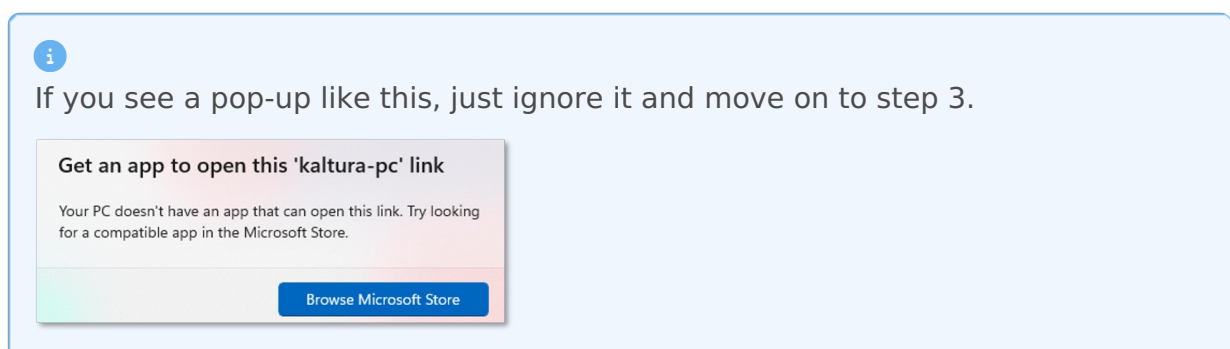 i
If you see a pop-up like this, just ignore it and move on to step 3.
Get an app to open this 'kaltura-pc' link
Your PC doesn't have an app that can open this link. Try looking
for a compatible app in the Microsoft Store.
Browse Microsoft Store